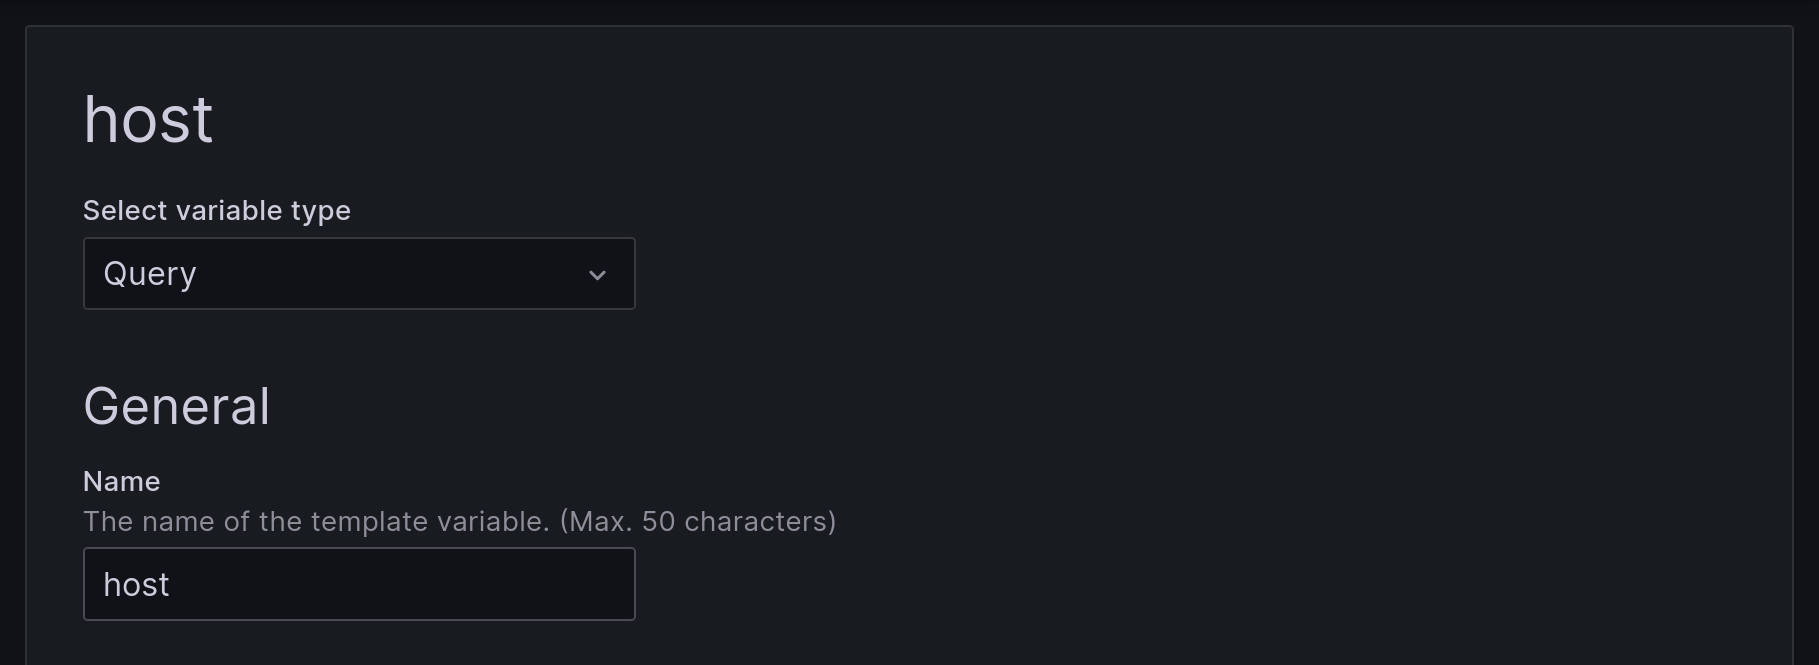 host
Select variable type
Query
General
Name
The name of the template variable. (Max. 50 characters)
host